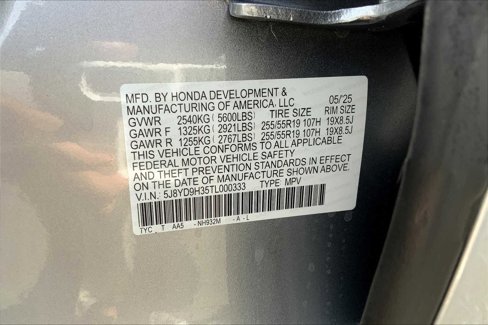 MFD. BY HONDA DEVELOPMENT &
MANUFACTURING OF AMERICA, LLC 05/25
GVWR 2540KG (5600LBS) TIRE SIZE RIM SIZE
GAWR F 1325KG (2921LBS) 255/55R19 107H 19X8.5J
GAWR R 1255KG (2767LBS) 255/55R19 107H 19X8.5J
THIS VEHICLE CONFORMS TO ALL APPLICABLE
FEDERAL MOTOR VEHICLE SAFETY
AND THEFT PREVENTION STANDARDS IN EFFECT
ON THE DATE OF MANUFACTURE SHOWN ABOVE.
V.I.N. 5J8YD9H35TL000333 TYPE MPV
TYC , T AA5 - NH932M - A - L